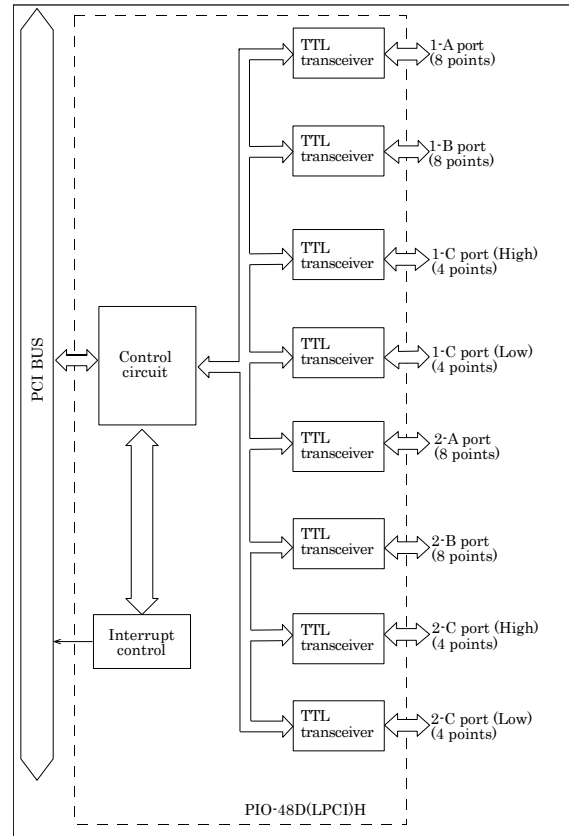 TTL
transceiver
1-A port
(8 points)
TTL
transceiver
1-B port
(8 points)
TTL
transceiver
1-C port (High)
(4 points)
PCI BUS
Control
circuit
TTL
transceiver
1-C port (Low)
(4 points)
TTL
transceiver
2-A port
(8 points)
TTL
transceiver
2-B port
(8 points)
Interrupt
control
TTL
transceiver
2-C port (High)
(4 points)
TTL
transceiver
2-C port (Low)
(4 points)
PIO-48D(LPCI)H